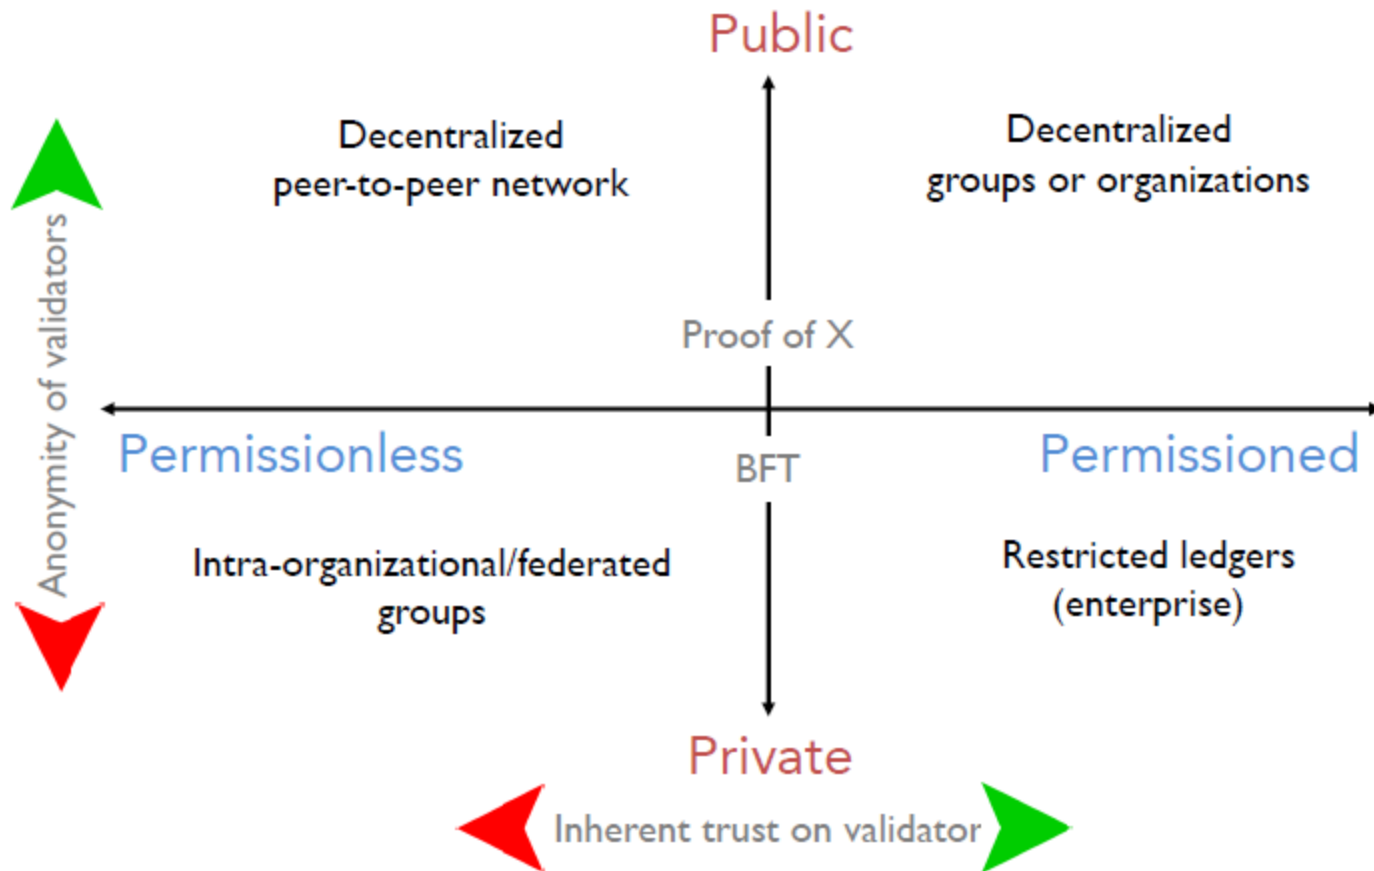 Public
Decentralized
peer-to-peer network
Decentralized
groups or organizations
Anonymity of validators
Proof of X
Permissionless
Permissioned
BFT
Intra-organizational/federated
groups
Restricted ledgers
(enterprise)
Private
Inherent trust on validator